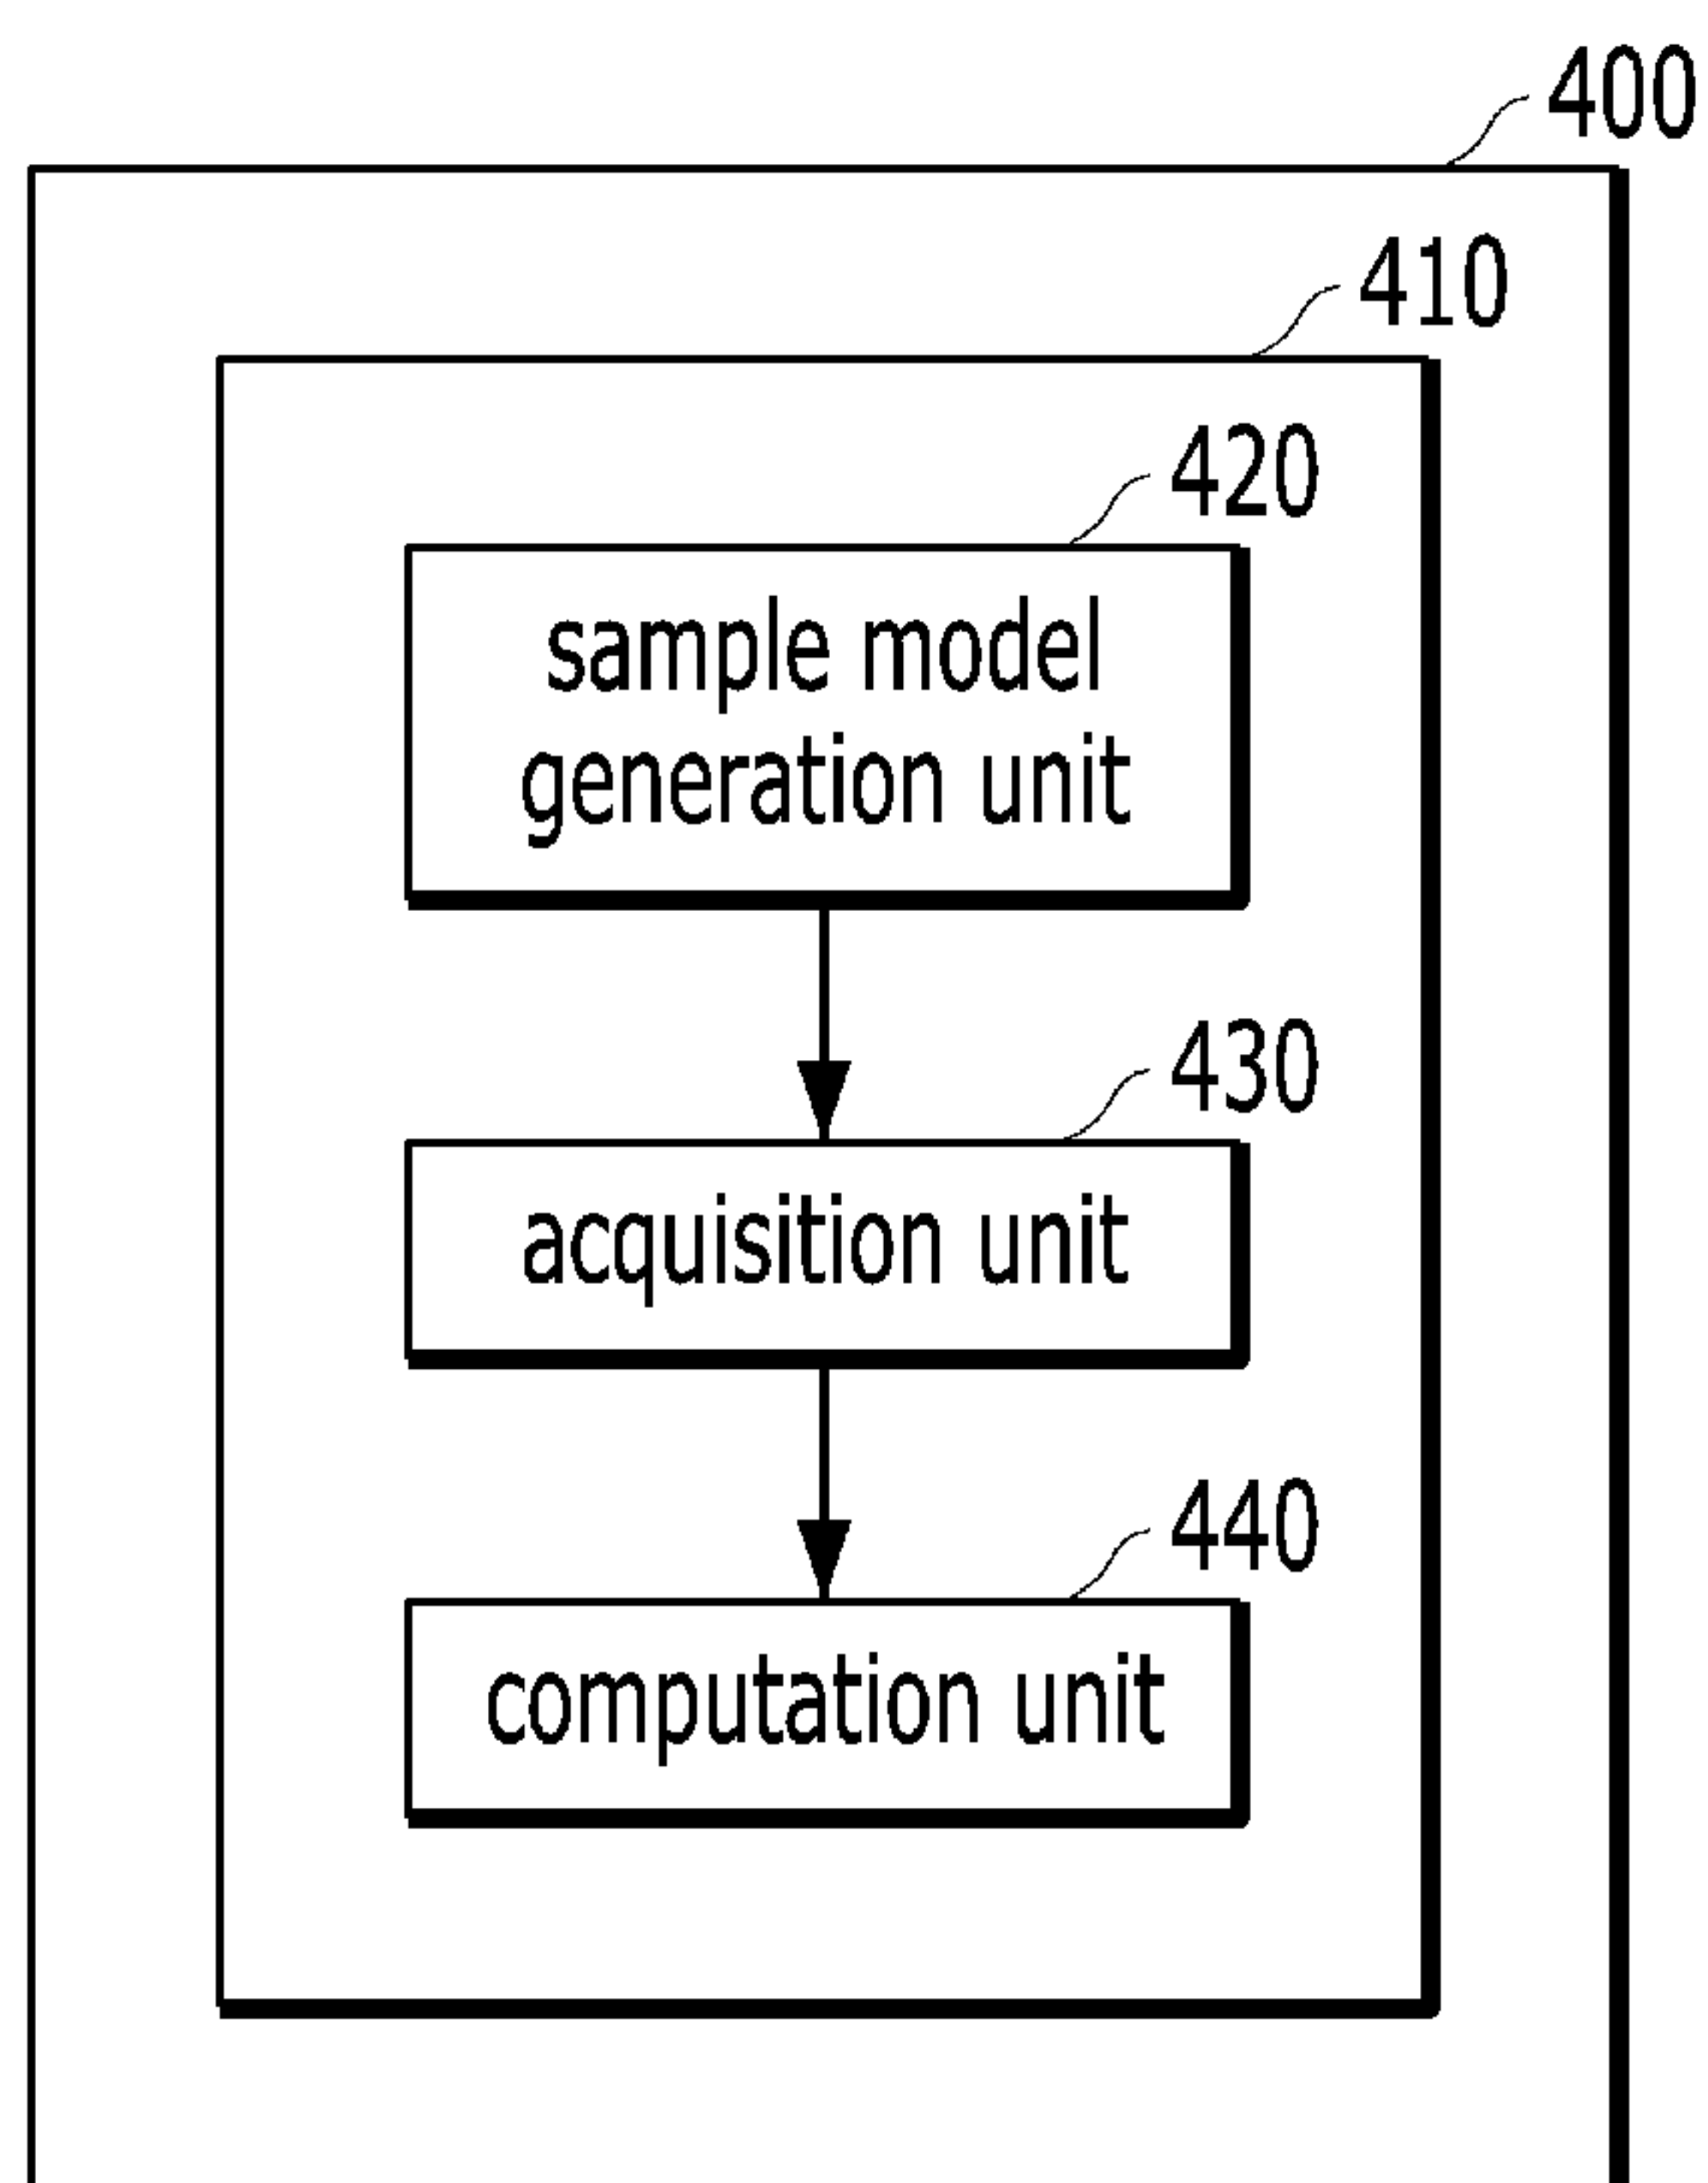 400
410
420
sample model
generation unit
430
acquisition unit
440
computation unit